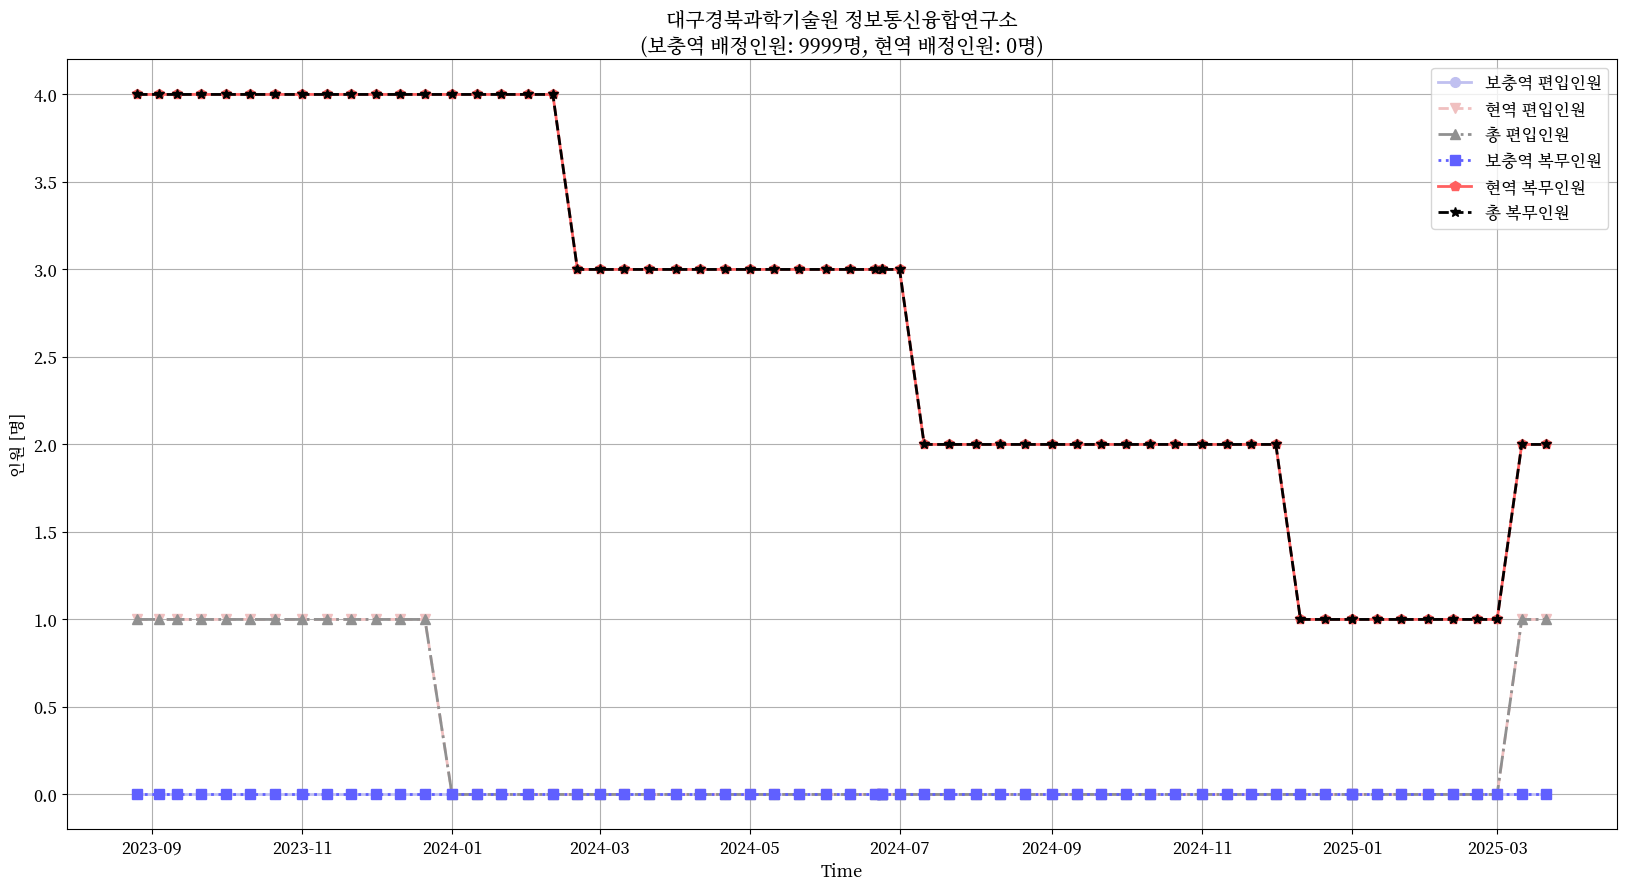 대구경북과학기술원 정보통신융합연구소
(보충역 배정인원: 9999명, 현역 배정인원: 0명)
보충역 편입인원
현역 편입인원
총 편입인원
보충역 복무인원
현역 복무인원
총 복무인원
인원 [명]
4.0
3.5
3.0
2.5
2.0
1.5
1.0
0.5
0.0
2023-09
2023-11
2024-01
2024-03
2024-05
2024-07
2024-09
2024-11
2025-01
2025-03
Time